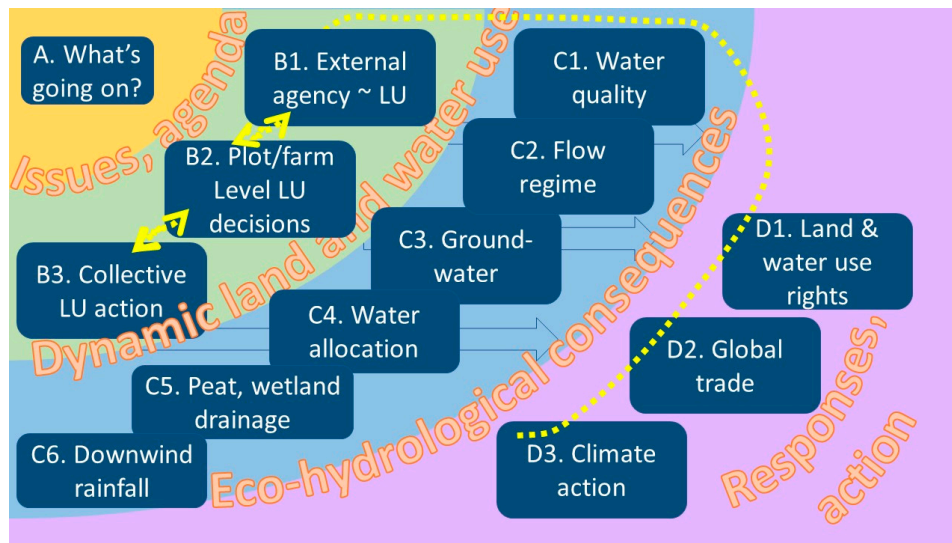 A. What's
going on?
Issues, agenda
B1. External
agency ~ LU
B2. Plot/farm
Level LU
decisions
B3. Collective
LU action
Dynamic land and water use
C1. Water
quality
C2. Flow
regime
C3. Ground-
water
C4. Water
allocation
C5. Peat, wetland
drainage
C6. Downwind
rainfall
Eco-hydrological consequences
D1. Land &
water use
rights
D2. Global
trade
D3. Climate
action
Responses,
action